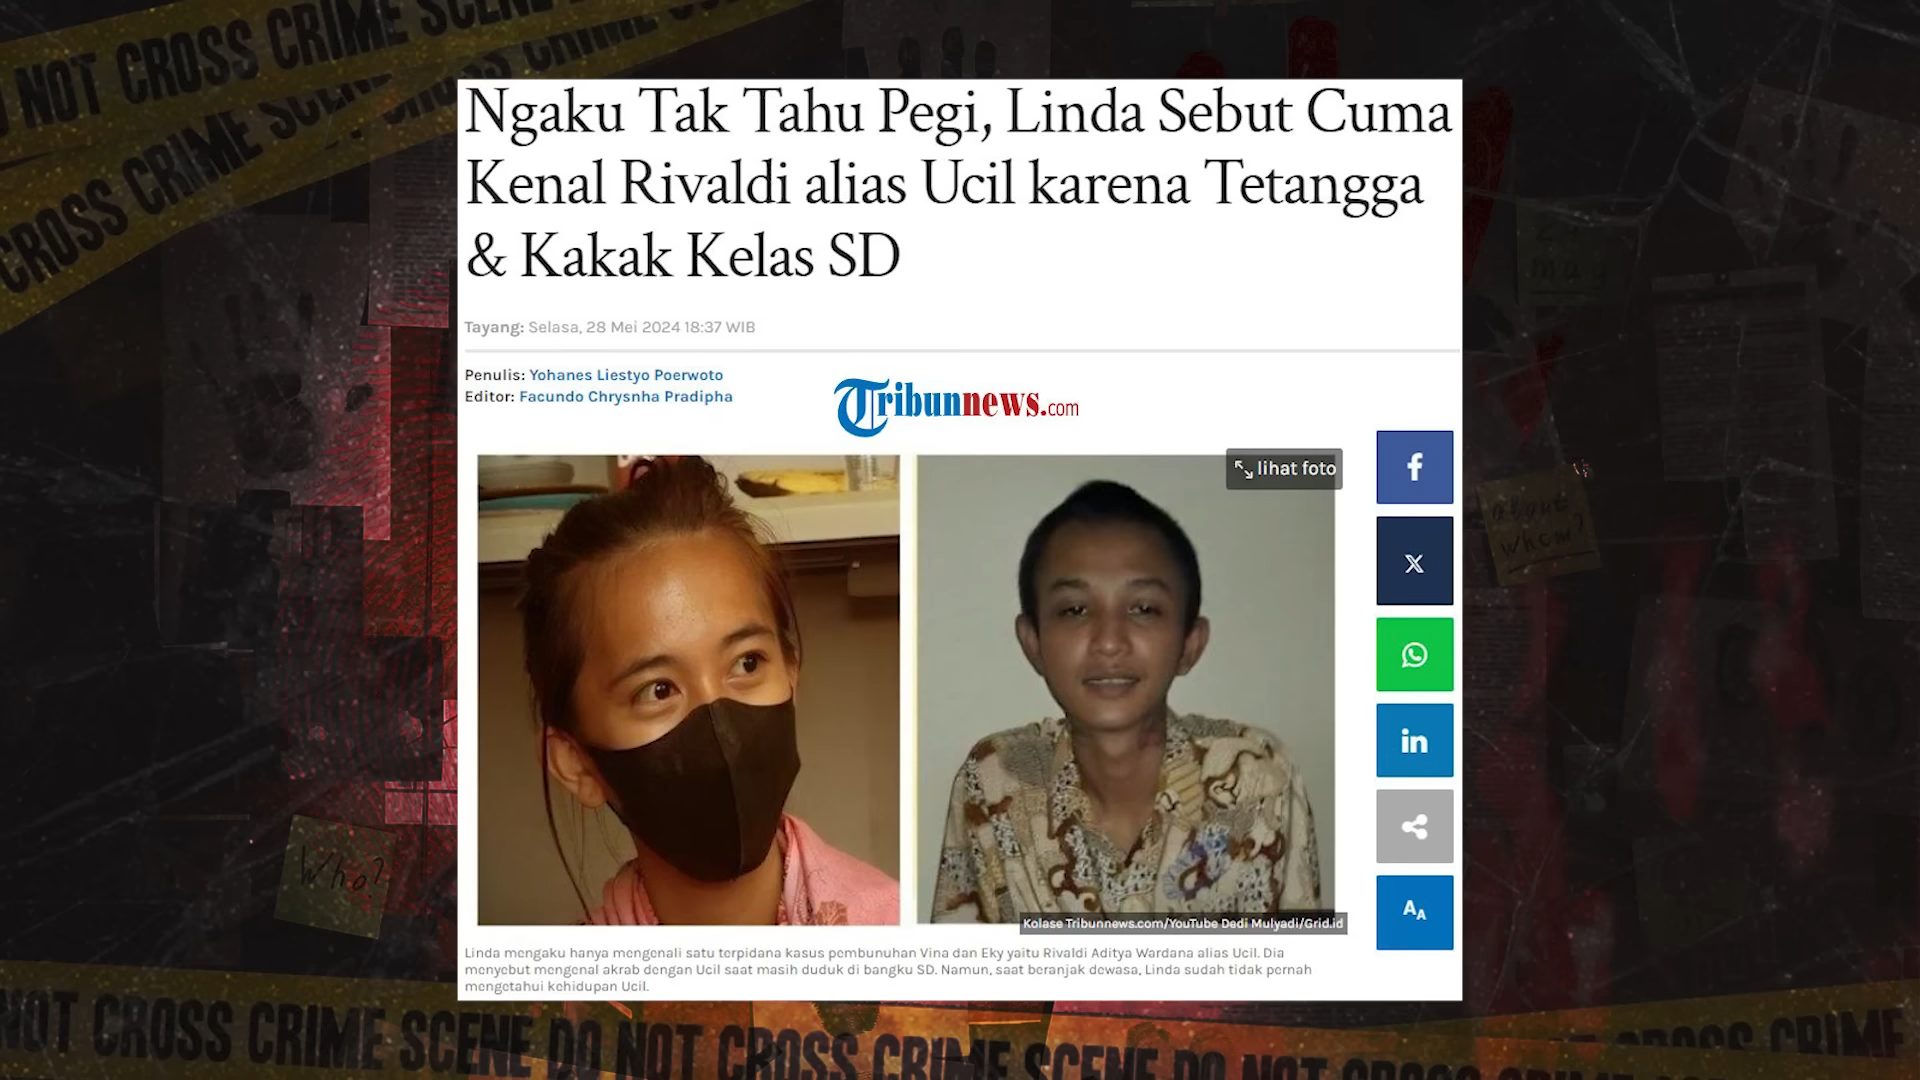 NOT CROSS CRIME SCENE
CROSS CRIME SCENE
Ngaku Tak Tahu Pegi, Linda Sebut Cuma
Kenal Rivaldi alias Ucil karena Tetangga
& Kakak Kelas SD
Tayang: Selasa, 28 Mei 2024 18:37 WIB
Penulis: Yohanes Liestyo Poerwoto
Editor: Facundo Chrysnha Pradipha
Tribunnews.com
lihat foto
f
X
in
AA
about
whom?
Who?
Kolase Tribunnews.com/YouTube Dedi Mulyadi/Grid.id
Linda mengaku hanya mengenali satu terpidana kasus pembunuhan Vina dan Eky yaitu Rivaldi Aditya Wardana alias Ucil. Dia
menyebut mengenal akrab dengan Ucil saat masih duduk di bangku SD. Namun, saat beranjak dewasa, Linda sudah tidak pernah
mengetahui kehidupan Ucil.
NOT CROSS CRIME SCENE DO NOT CROSS CRIME SCENE DO NOT CROSS CRIME